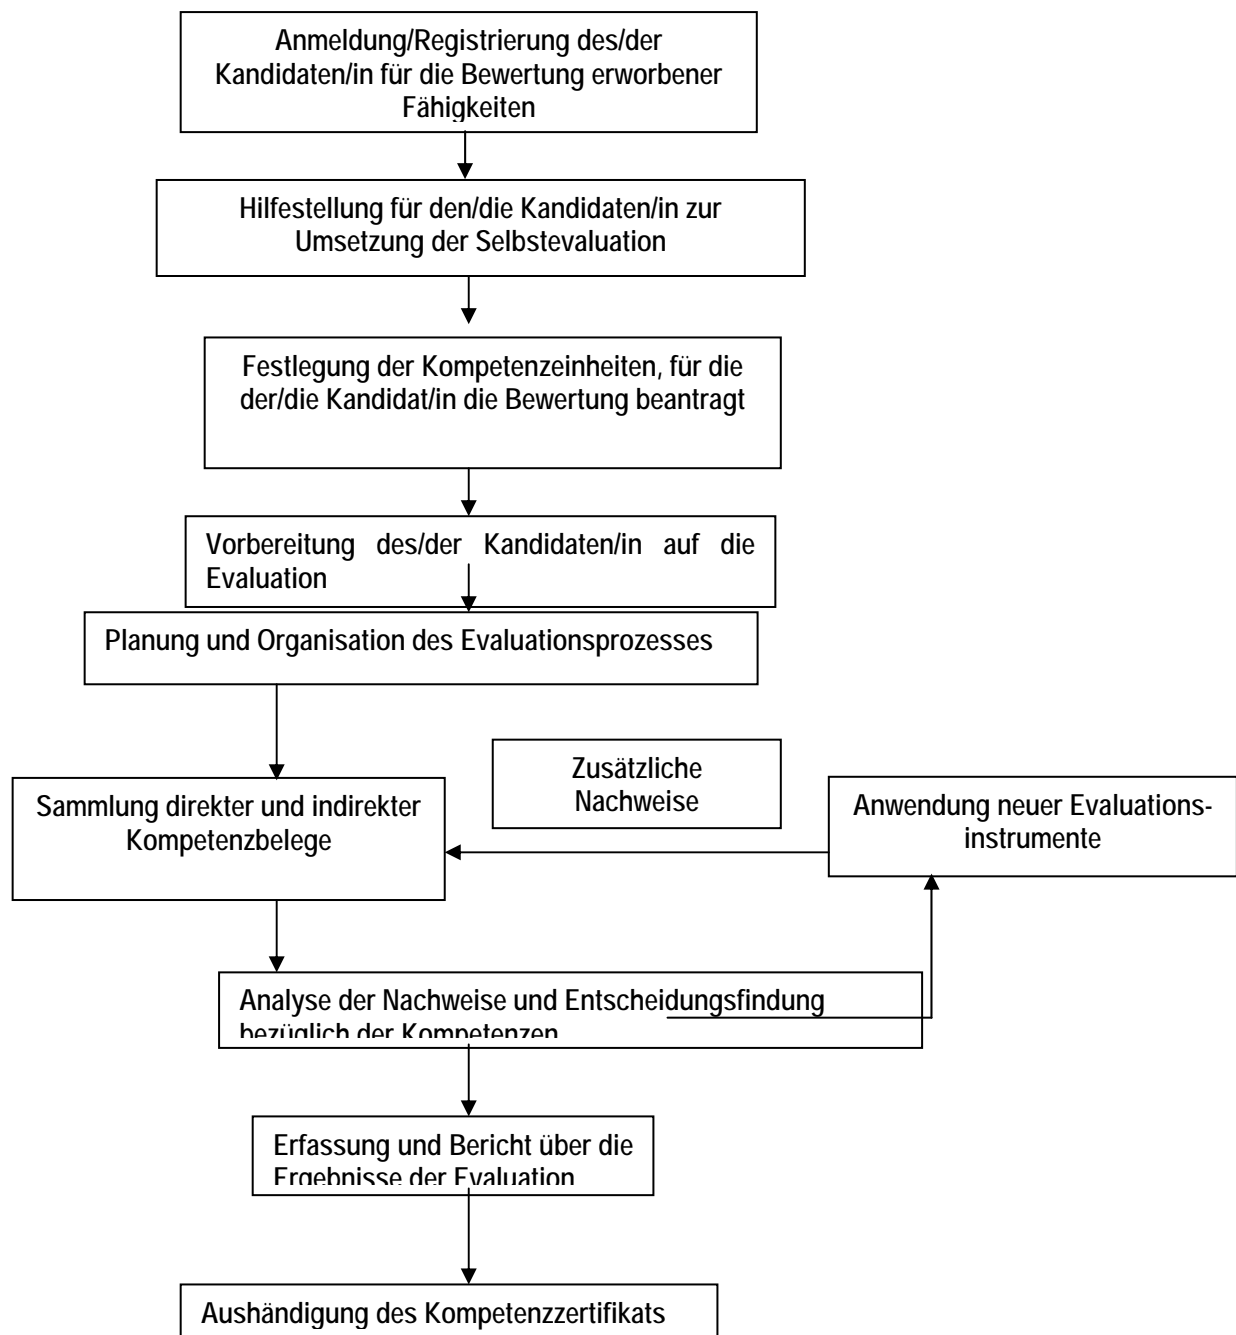 Anmeldung/Registrierung des/der
Kandidaten/in für die Bewertung erworbener
Fähigkeiten
Hilfestellung für den/die Kandidaten/in zur
Umsetzung der Selbstevaluation
Festlegung der Kompetenzeinheiten, für die
der/die Kandidat/in die Bewertung beantragt
Vorbereitung des/der Kandidaten/in auf die
Evaluation
Planung und Organisation des Evaluationsprozesses
Zusätzliche
Nachweise
Sammlung direkter und indirekter
Kompetenzbelege
Anwendung neuer Evaluations-
instrumente
Analyse der Nachweise und Entscheidungsfindung
bezüglich der Kompetenzen
Erfassung und Bericht über die
Ergebnisse der Evaluation
Aushändigung des Kompetenzzertifikats